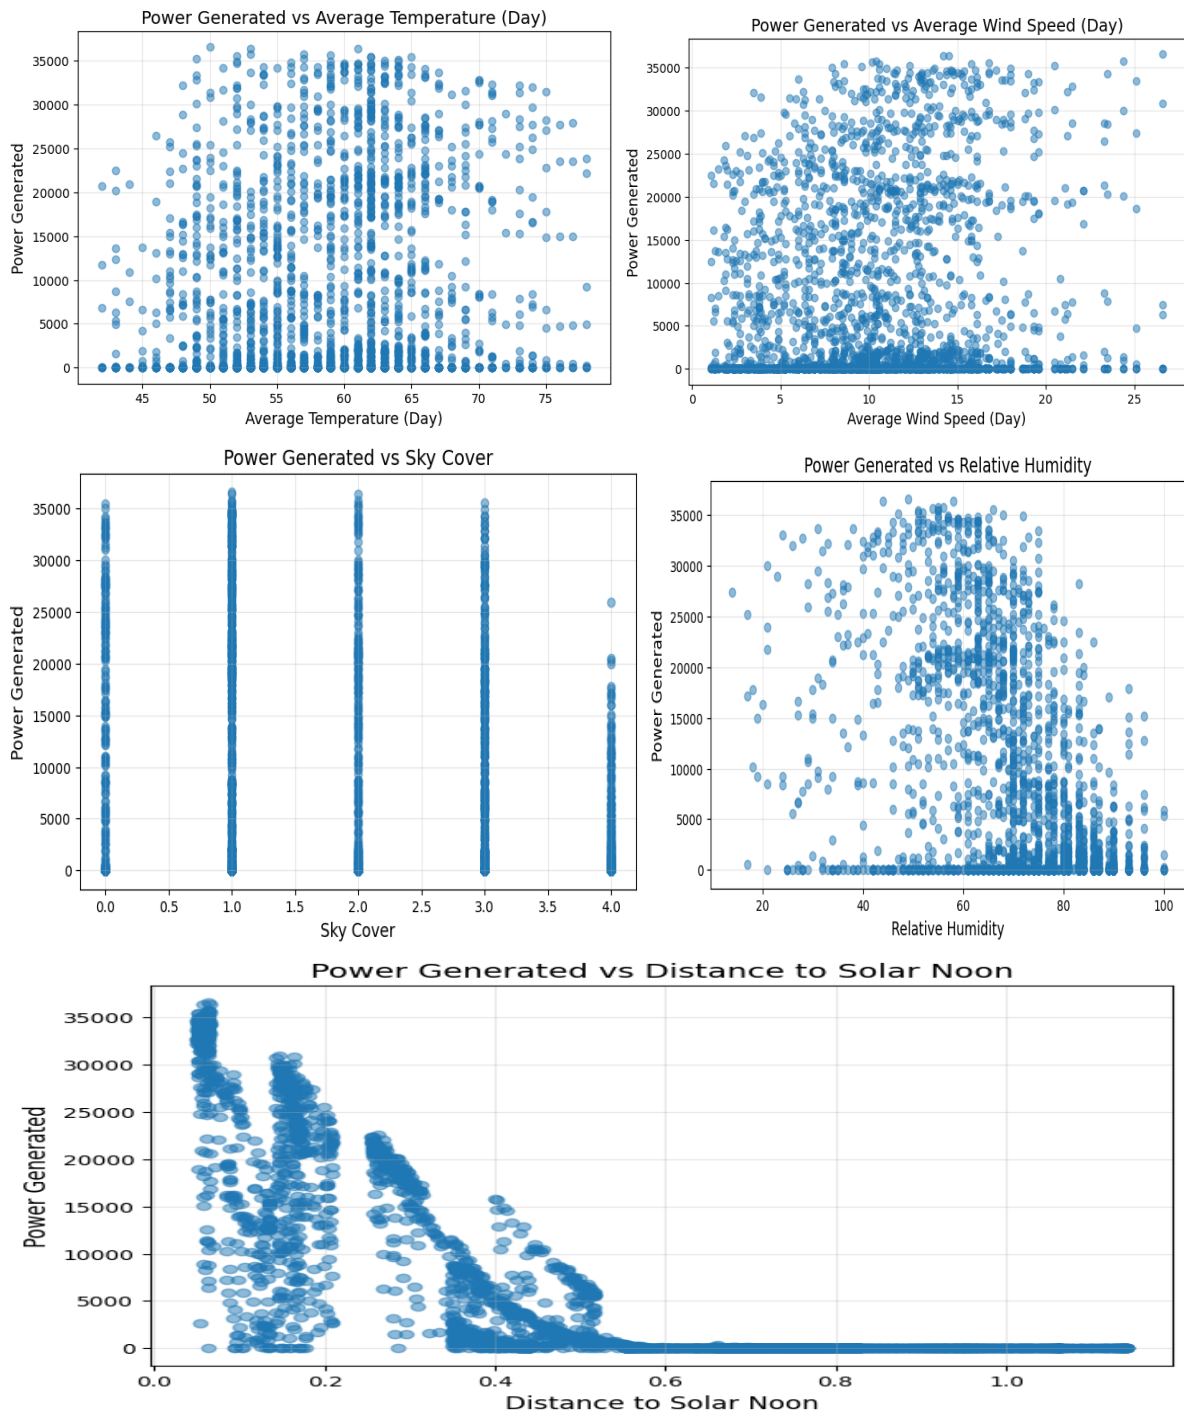 Power Generated vs Average Temperature (Day)
35000
30000
25000
20000
15000
10000
5000
0
Power Generated
45 50 55 60 65 70 75
Average Temperature (Day)
Power Generated vs Average Wind Speed (Day)
35000
30000
25000
20000
15000
10000
5000
0
Power Generated
0 5 10 15 20 25
Average Wind Speed (Day)
Power Generated vs Sky Cover
35000
30000
25000
20000
15000
10000
5000
0
Power Generated
0.0 0.5 1.0 1.5 2.0 2.5 3.0 3.5 4.0
Sky Cover
Power Generated vs Relative Humidity
35000
30000
25000
20000
15000
10000
5000
0
Power Generated
20 40 60 80 100
Relative Humidity
Power Generated vs Distance to Solar Noon
35000
30000
25000
20000
15000
10000
5000
0
Power Generated
0.0 0.2 0.4 0.6 0.8 1.0
Distance to Solar Noon